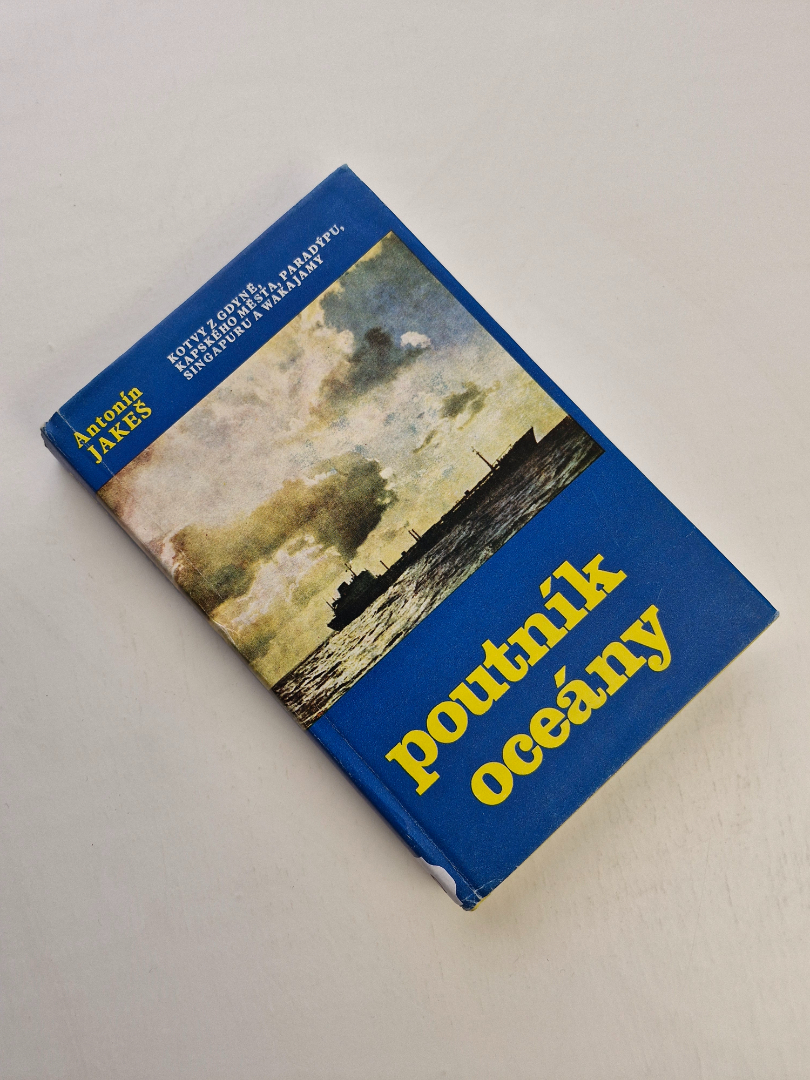 Antonín
JAKEŠ
KOTVY Z GDYNĚ,
KAPSKÉHO MĚSTA, PARADÝPU,
SINGAPURU A WAKAJAMY
poutník
oceány